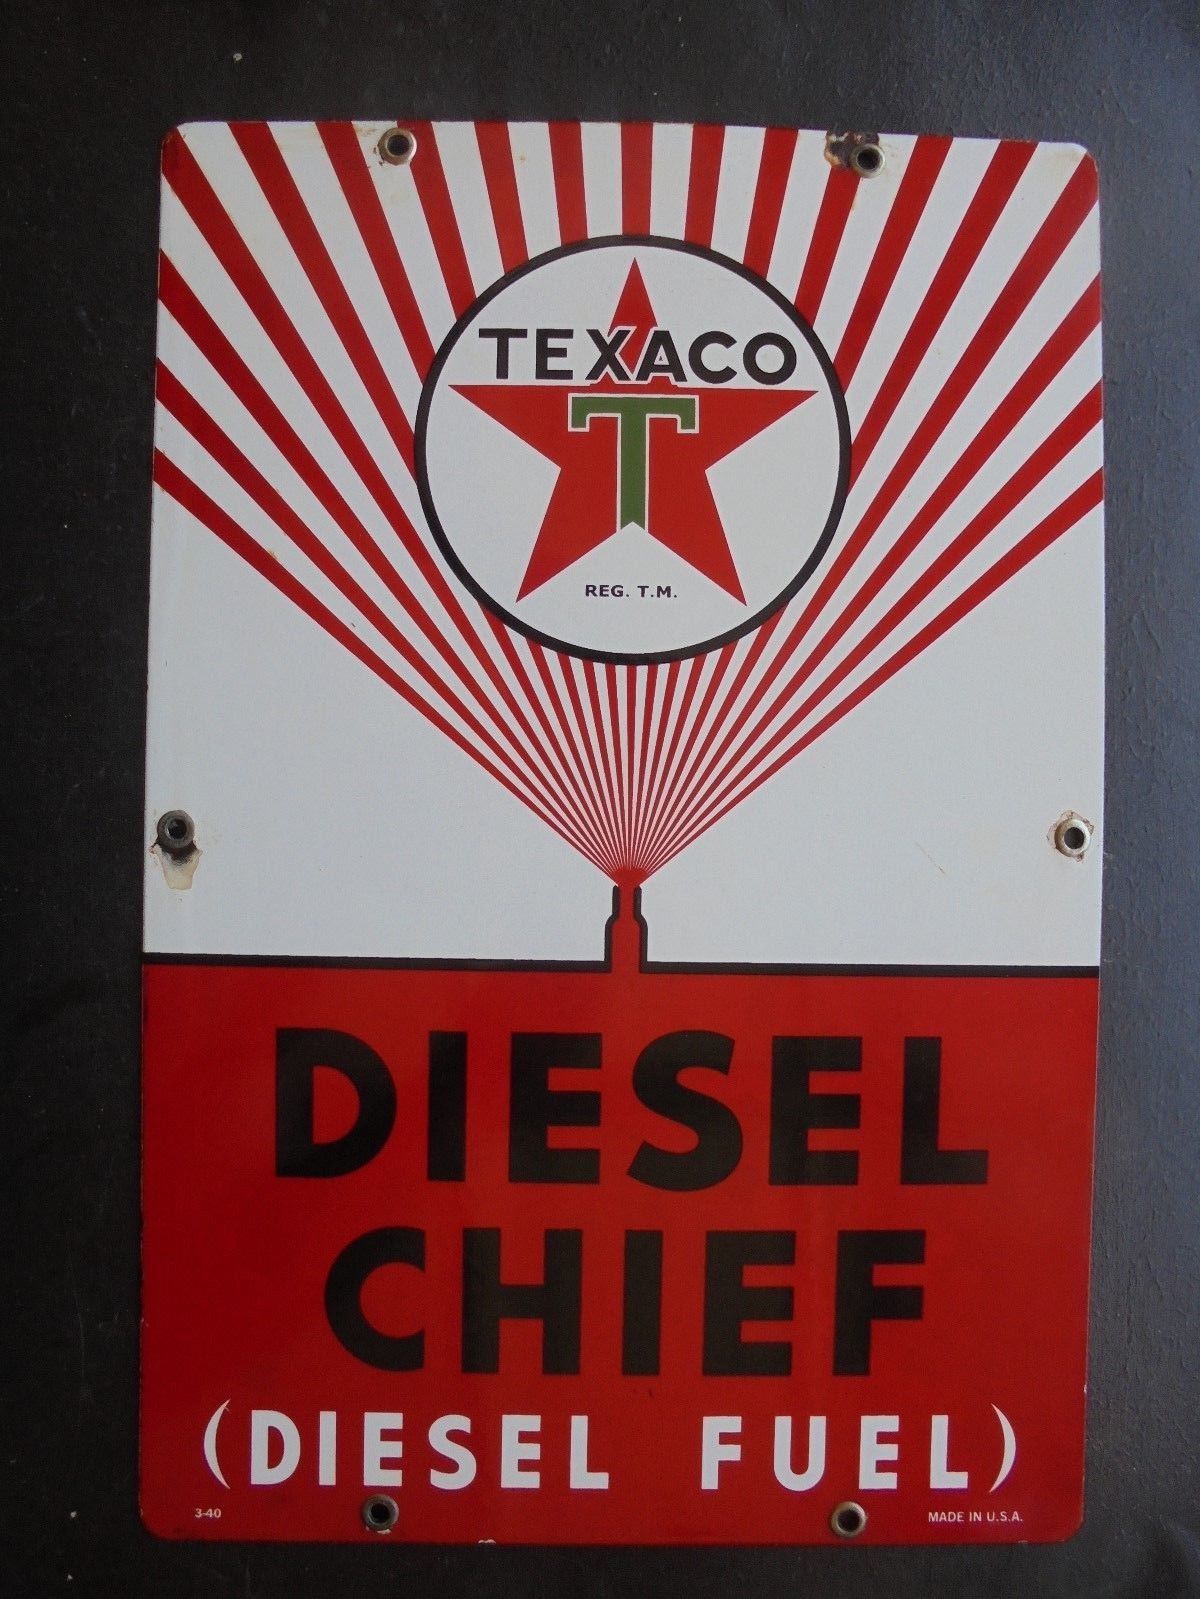 TEXACO
T
REG. T.M.
DIESEL
CHIEF
(DIESEL FUEL)
3-40
MADE IN U.S.A.